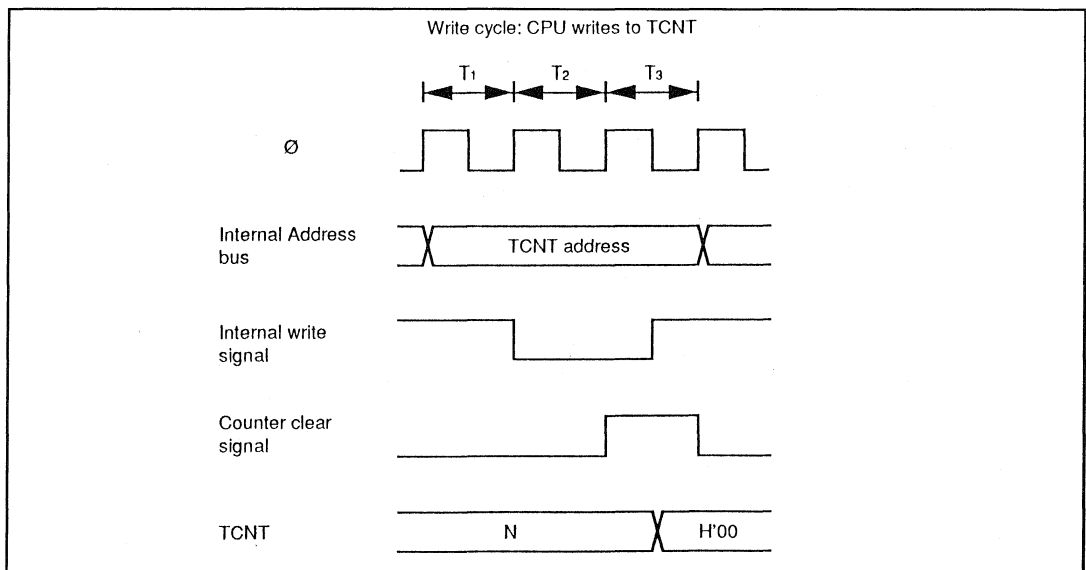 Write cycle: CPU writes to TCNT
T1 T2 T3
Ø
Internal Address
bus
TCNT address
Internal write
signal
Counter clear
signal
TCNT
N
H'00